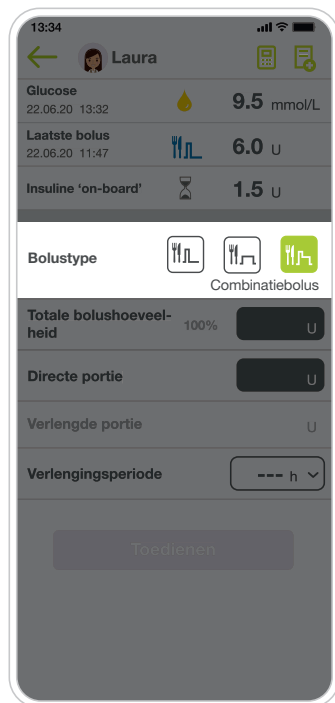 13:34
Laura
Glucose
22.06.20 13:32
9.5 mmol/L
Laatste bolus
22.06.20 11:47
6.0 U
Insuline ‘on-board’
1.5 U
Bolustype
Combinatiebolus
Totale bolushoeveel-
heid
100%
U
Directe portie
U
Verlengde portie
U
Verlengingsperiode
--- h
Toedienen